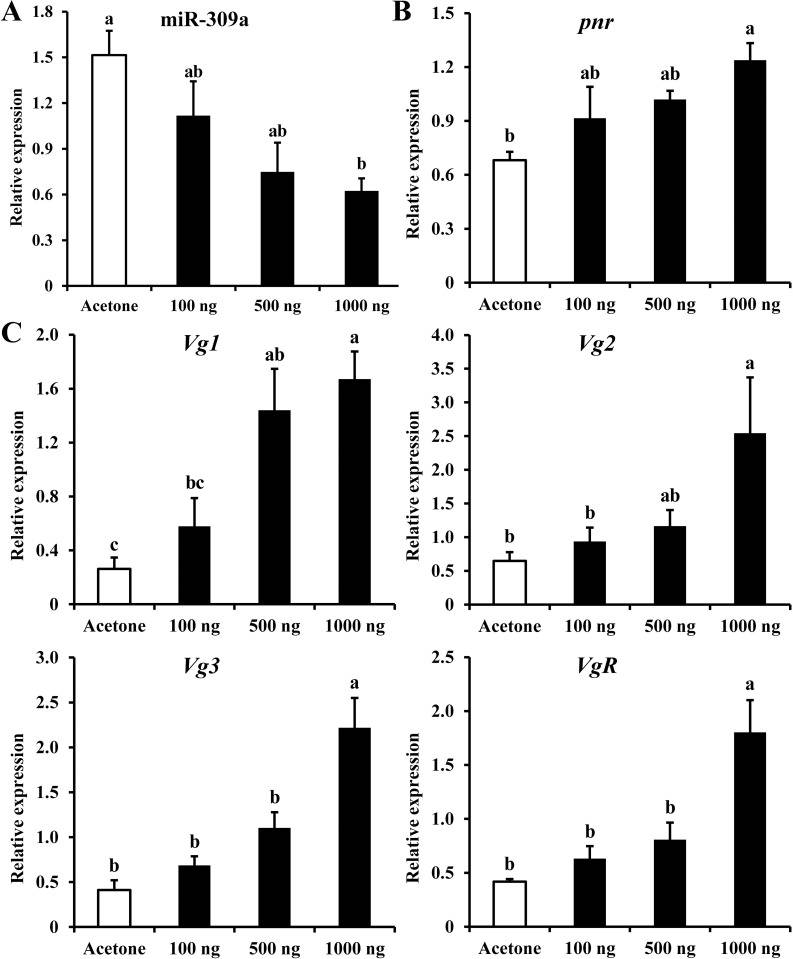 A
miR-309a
Relative expression
1.8
1.5
1.2
0.9
0.6
0.3
0
a
ab
ab
b
Acetone 100 ng 500 ng 1000 ng
B
pnr
Relative expression
1.5
1.2
0.9
0.6
0.3
0
b
ab
ab
a
Acetone 100 ng 500 ng 1000 ng
C
Vg1
Relative expression
2.0
1.6
1.2
0.8
0.4
0
c
bc
ab
a
Acetone 100 ng 500 ng 1000 ng
Vg2
Relative expression
4.0
3.5
3.0
2.5
2.0
1.5
1.0
0.5
0
b
b
ab
a
Acetone 100 ng 500 ng 1000 ng
Vg3
Relative expression
3.0
2.5
2.0
1.5
1.0
0.5
0
b
b
b
a
Acetone 100 ng 500 ng 1000 ng
VgR
Relative expression
2.5
2.0
1.5
1.0
0.5
0
b
b
b
a
Acetone 100 ng 500 ng 1000 ng